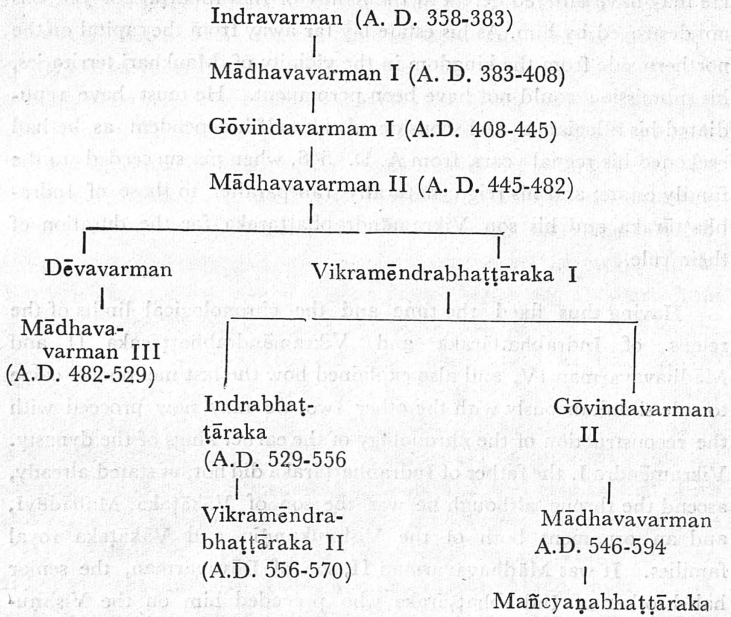 Indravarman (A. D. 358-383)
Mādhavavarman I (A. D. 383-408)
Gōvindavarmam I (A.D. 408-445)
Mādhavavarman II (A. D. 445-482)
Dēvavarman
Vikramēndrabhaṭṭāraka I
Mādhava-
varman III
(A.D. 482-529)
Indrabhaṭ-
ṭāraka
(A.D. 529-556
Gōvindavarman
II
Vikramēndra-
bhaṭṭāraka II
(A.D. 556-570)
Mādhavavarman
A.D. 546-594
Mañcyaṇabhaṭṭāraka